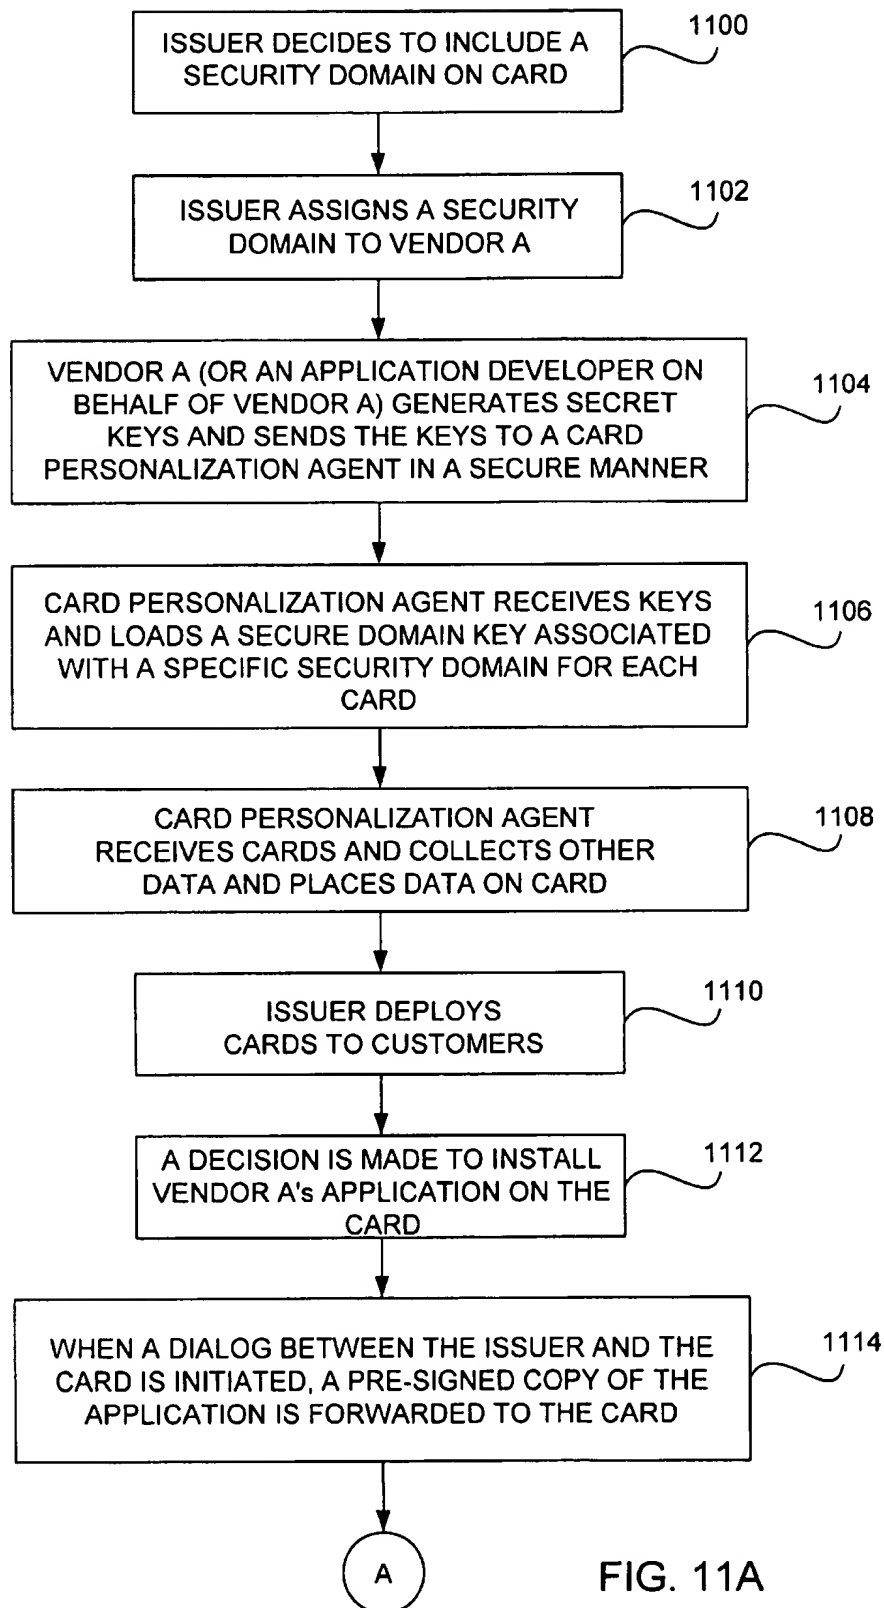 ISSUER DECIDES TO INCLUDE A
SECURITY DOMAIN ON CARD
1100
ISSUER ASSIGNS A SECURITY
DOMAIN TO VENDOR A
1102
VENDOR A (OR AN APPLICATION DEVELOPER ON
BEHALF OF VENDOR A) GENERATES SECRET
KEYS AND SENDS THE KEYS TO A CARD
PERSONALIZATION AGENT IN A SECURE MANNER
1104
CARD PERSONALIZATION AGENT RECEIVES KEYS
AND LOADS A SECURE DOMAIN KEY ASSOCIATED
WITH A SPECIFIC SECURITY DOMAIN FOR EACH
CARD
1106
CARD PERSONALIZATION AGENT
RECEIVES CARDS AND COLLECTS OTHER
DATA AND PLACES DATA ON CARD
1108
ISSUER DEPLOYS
CARDS TO CUSTOMERS
1110
A DECISION IS MADE TO INSTALL
VENDOR A's APPLICATION ON THE
CARD
1112
WHEN A DIALOG BETWEEN THE ISSUER AND THE
CARD IS INITIATED, A PRE-SIGNED COPY OF THE
APPLICATION IS FORWARDED TO THE CARD
1114
A
FIG. 11A